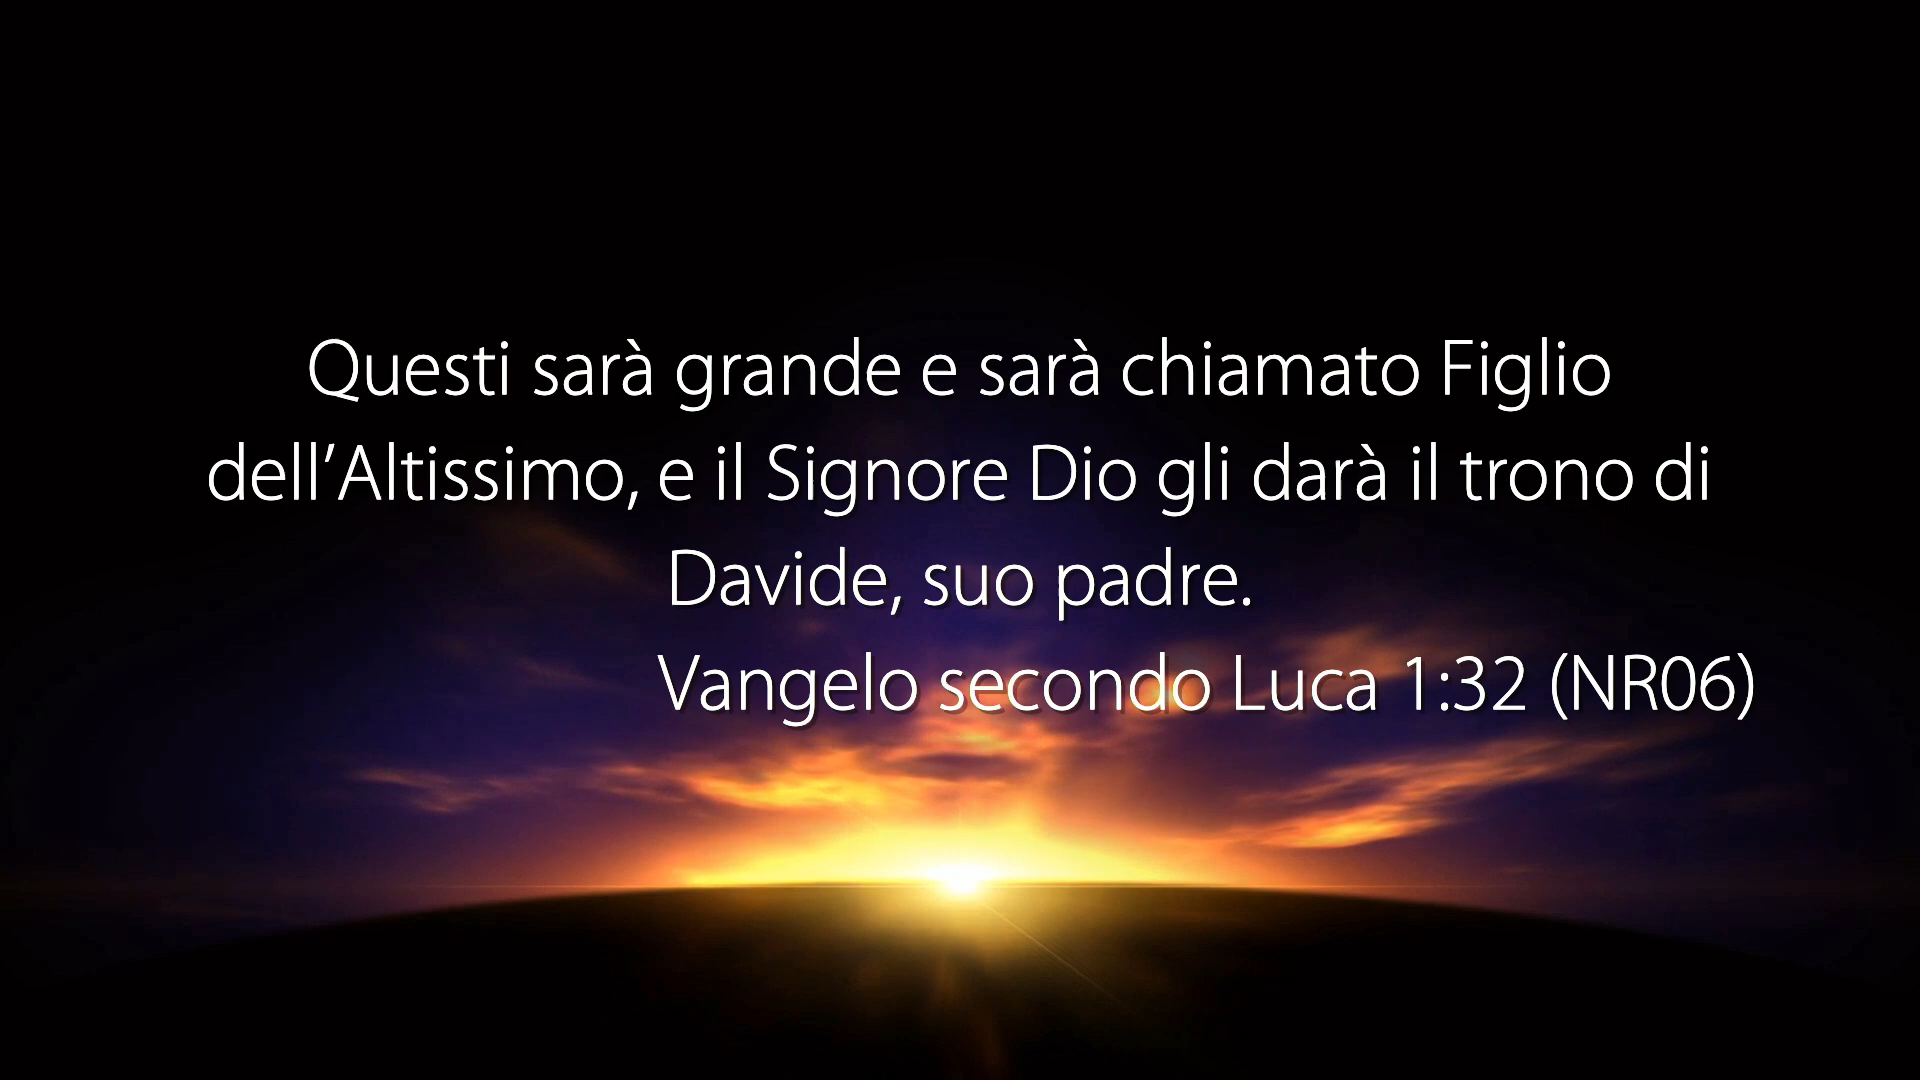 Questi sarà grande e sarà chiamato Figlio
dell’Altissimo, e il Signore Dio gli darà il trono di
Davide, suo padre.
Vangelo secondo Luca 1:32 (NR06)